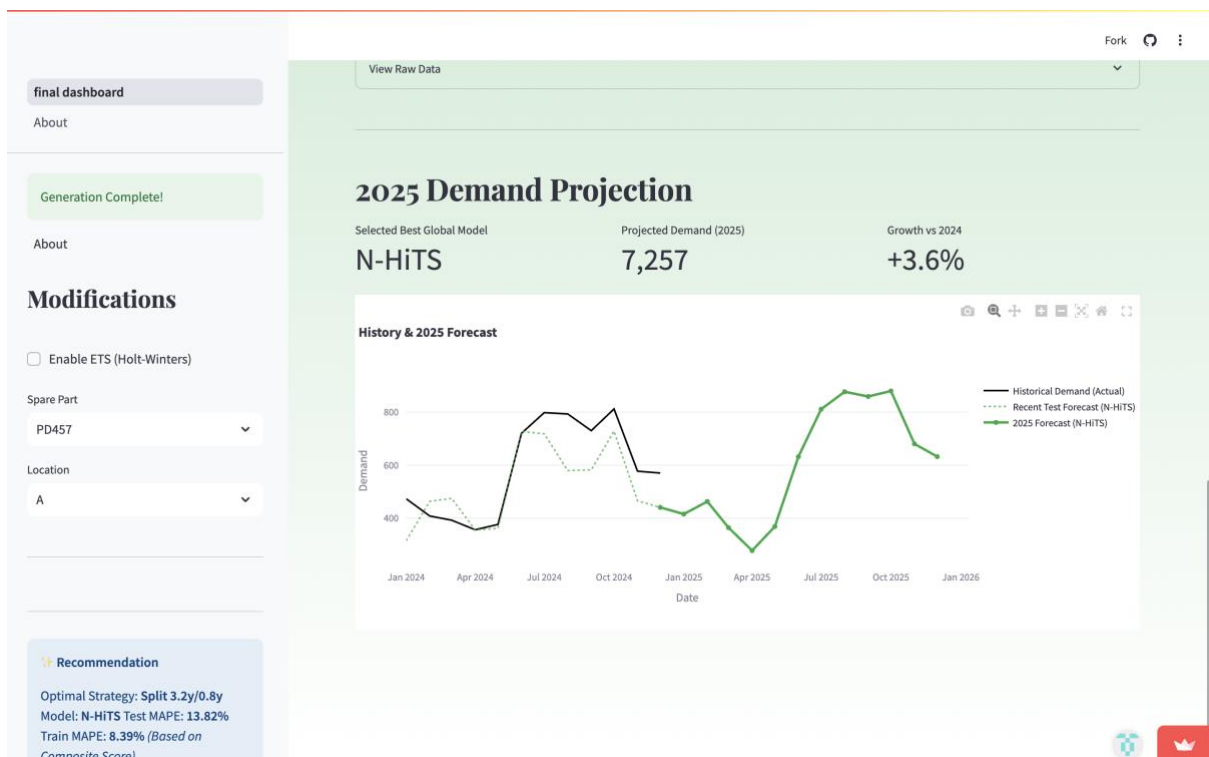 Fork
final dashboard
About
Generation Complete!
About
Modifications
Enable ETS (Holt-Winters)
Spare Part
PD457
Location
A
✨ Recommendation
Optimal Strategy: Split 3.2y/0.8y
Model: N-HiTS Test MAPE: 13.82%
Train MAPE: 8.39% (Based on
Composite Score)
View Raw Data
2025 Demand Projection
Selected Best Global Model
N-HiTS
Projected Demand (2025)
7,257
Growth vs 2024
+3.6%
History & 2025 Forecast
Historical Demand (Actual)
Recent Test Forecast (N-HiTS)
2025 Forecast (N-HiTS)
Demand
800
600
400
Jan 2024 Apr 2024 Jul 2024 Oct 2024 Jan 2025 Apr 2025 Jul 2025 Oct 2025 Jan 2026
Date